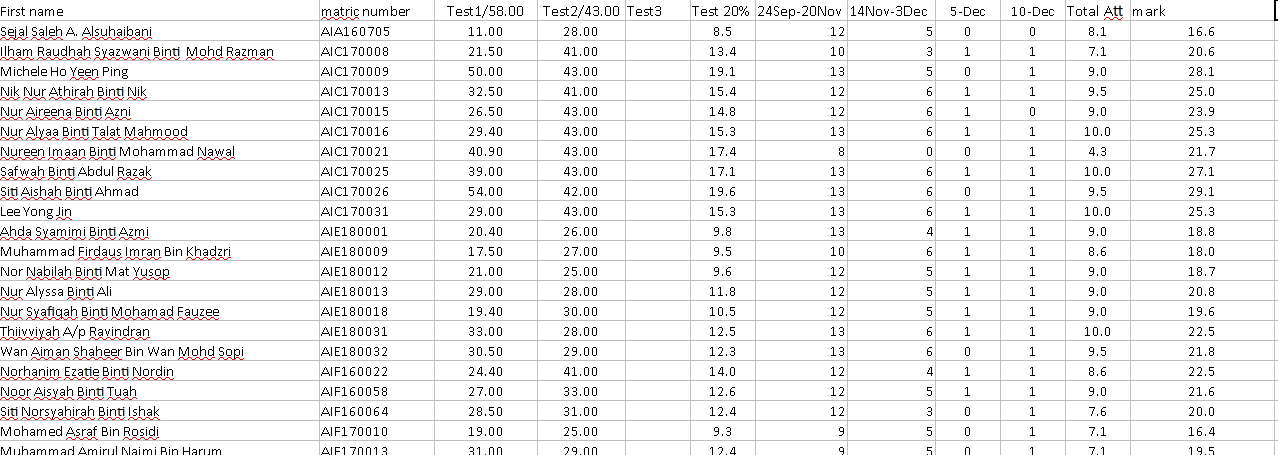 First name matric number Test1/58.00 Test2/43.00 Test3 Test 20% 24Sep-20Nov 14Nov-3Dec 5-Dec 10-Dec Total Att mark
Sejal Saleh A. Alsuhaibani AIA160705 11.00 28.00 8.5 12 5 0 0 8.1 16.6
Ilham Raudhah Syazwani Binti Mohd Razman AIC170008 21.50 41.00 13.4 10 3 1 1 7.1 20.6
Michele Ho Yeen Ping AIC170009 50.00 43.00 19.1 13 5 0 1 9.0 28.1
Nik Nur Athirah Binti Nik AIC170013 32.50 41.00 15.4 12 6 1 1 9.5 25.0
Nur Aireena Binti Azni AIC170015 26.50 43.00 14.8 12 6 1 0 9.0 23.9
Nur Alyaa Binti Talat Mahmood AIC170016 29.40 43.00 15.3 13 6 1 1 10.0 25.3
Nureen Imaan Binti Mohammad Nawal AIC170021 40.90 43.00 17.4 8 0 0 1 4.3 21.7
Safwah Binti Abdul Razak AIC170025 39.00 43.00 17.1 13 6 1 1 10.0 27.1
Siti Aishah Binti Ahmad AIC170026 54.00 42.00 19.6 13 6 0 1 9.5 29.1
Lee Yong Jin AIC170031 29.00 43.00 15.3 13 6 1 1 10.0 25.3
Ahda Syamimi Binti Azmi AIE180001 20.40 26.00 9.8 13 4 1 1 9.0 18.8
Muhammad Firdaus Imran Bin Khadzri AIE180009 17.50 27.00 9.5 10 6 1 1 8.6 18.0
Nor Nabilah Binti Mat Yusop AIE180012 21.00 25.00 9.6 12 5 1 1 9.0 18.7
Nur Alyssa Binti Ali AIE180013 29.00 28.00 11.8 12 5 1 1 9.0 20.8
Nur Syafiqah Binti Mohamad Fauzee AIE180018 19.40 30.00 10.5 12 5 1 1 9.0 19.6
Thiivviyah A/p Ravindran AIE180031 33.00 28.00 12.5 13 6 1 1 10.0 22.5
Wan Aiman Shaheer Bin Wan Mohd Sopi AIE180032 30.50 29.00 12.3 13 6 0 1 9.5 21.8
Norhanim Ezatie Binti Nordin AIF160022 24.40 41.00 14.0 12 4 1 1 8.6 22.5
Noor Aisyah Binti Tuah AIF160058 27.00 33.00 12.6 12 5 1 1 9.0 21.6
Siti Norsyahirah Binti Ishak AIF160064 28.50 31.00 12.4 12 3 0 1 7.6 20.0
Mohamed Asraf Bin Rosidi AIF170010 19.00 25.00 9.3 9 5 0 1 7.1 16.4
Muhammad Amirul Najmi Bin Harum AIF170013 31.00 29.00 12.4 9 5 0 1 7.1 19.5